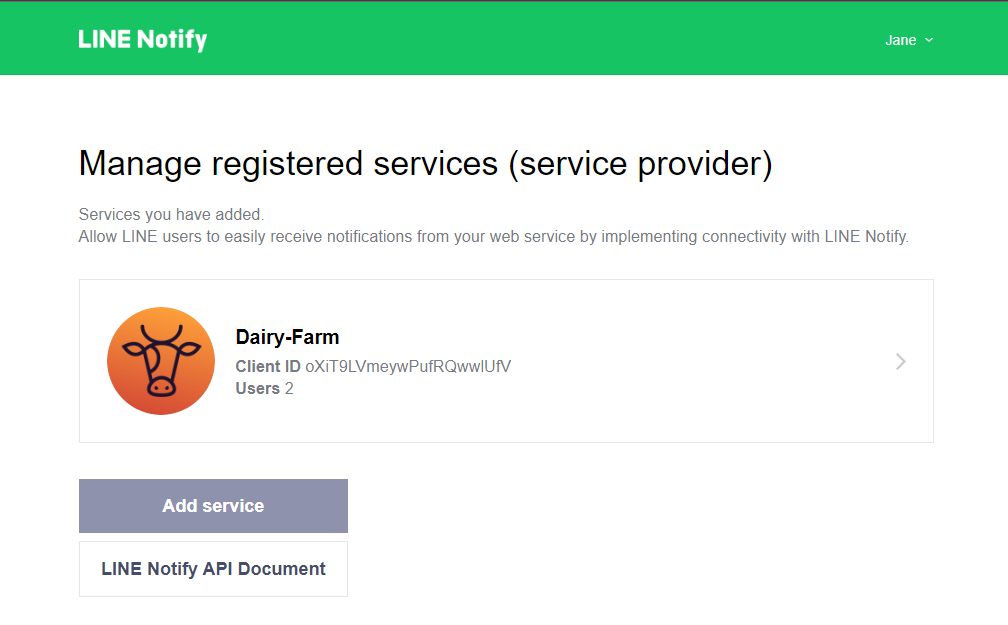 LINE Notify
Jane
Manage registered services (service provider)
Services you have added.
Allow LINE users to easily receive notifications from your web service by implementing connectivity with LINE Notify.
Dairy-Farm
Client ID oXiT9LVmeywPufRQwwlUfV
Users 2
Add service
LINE Notify API Document